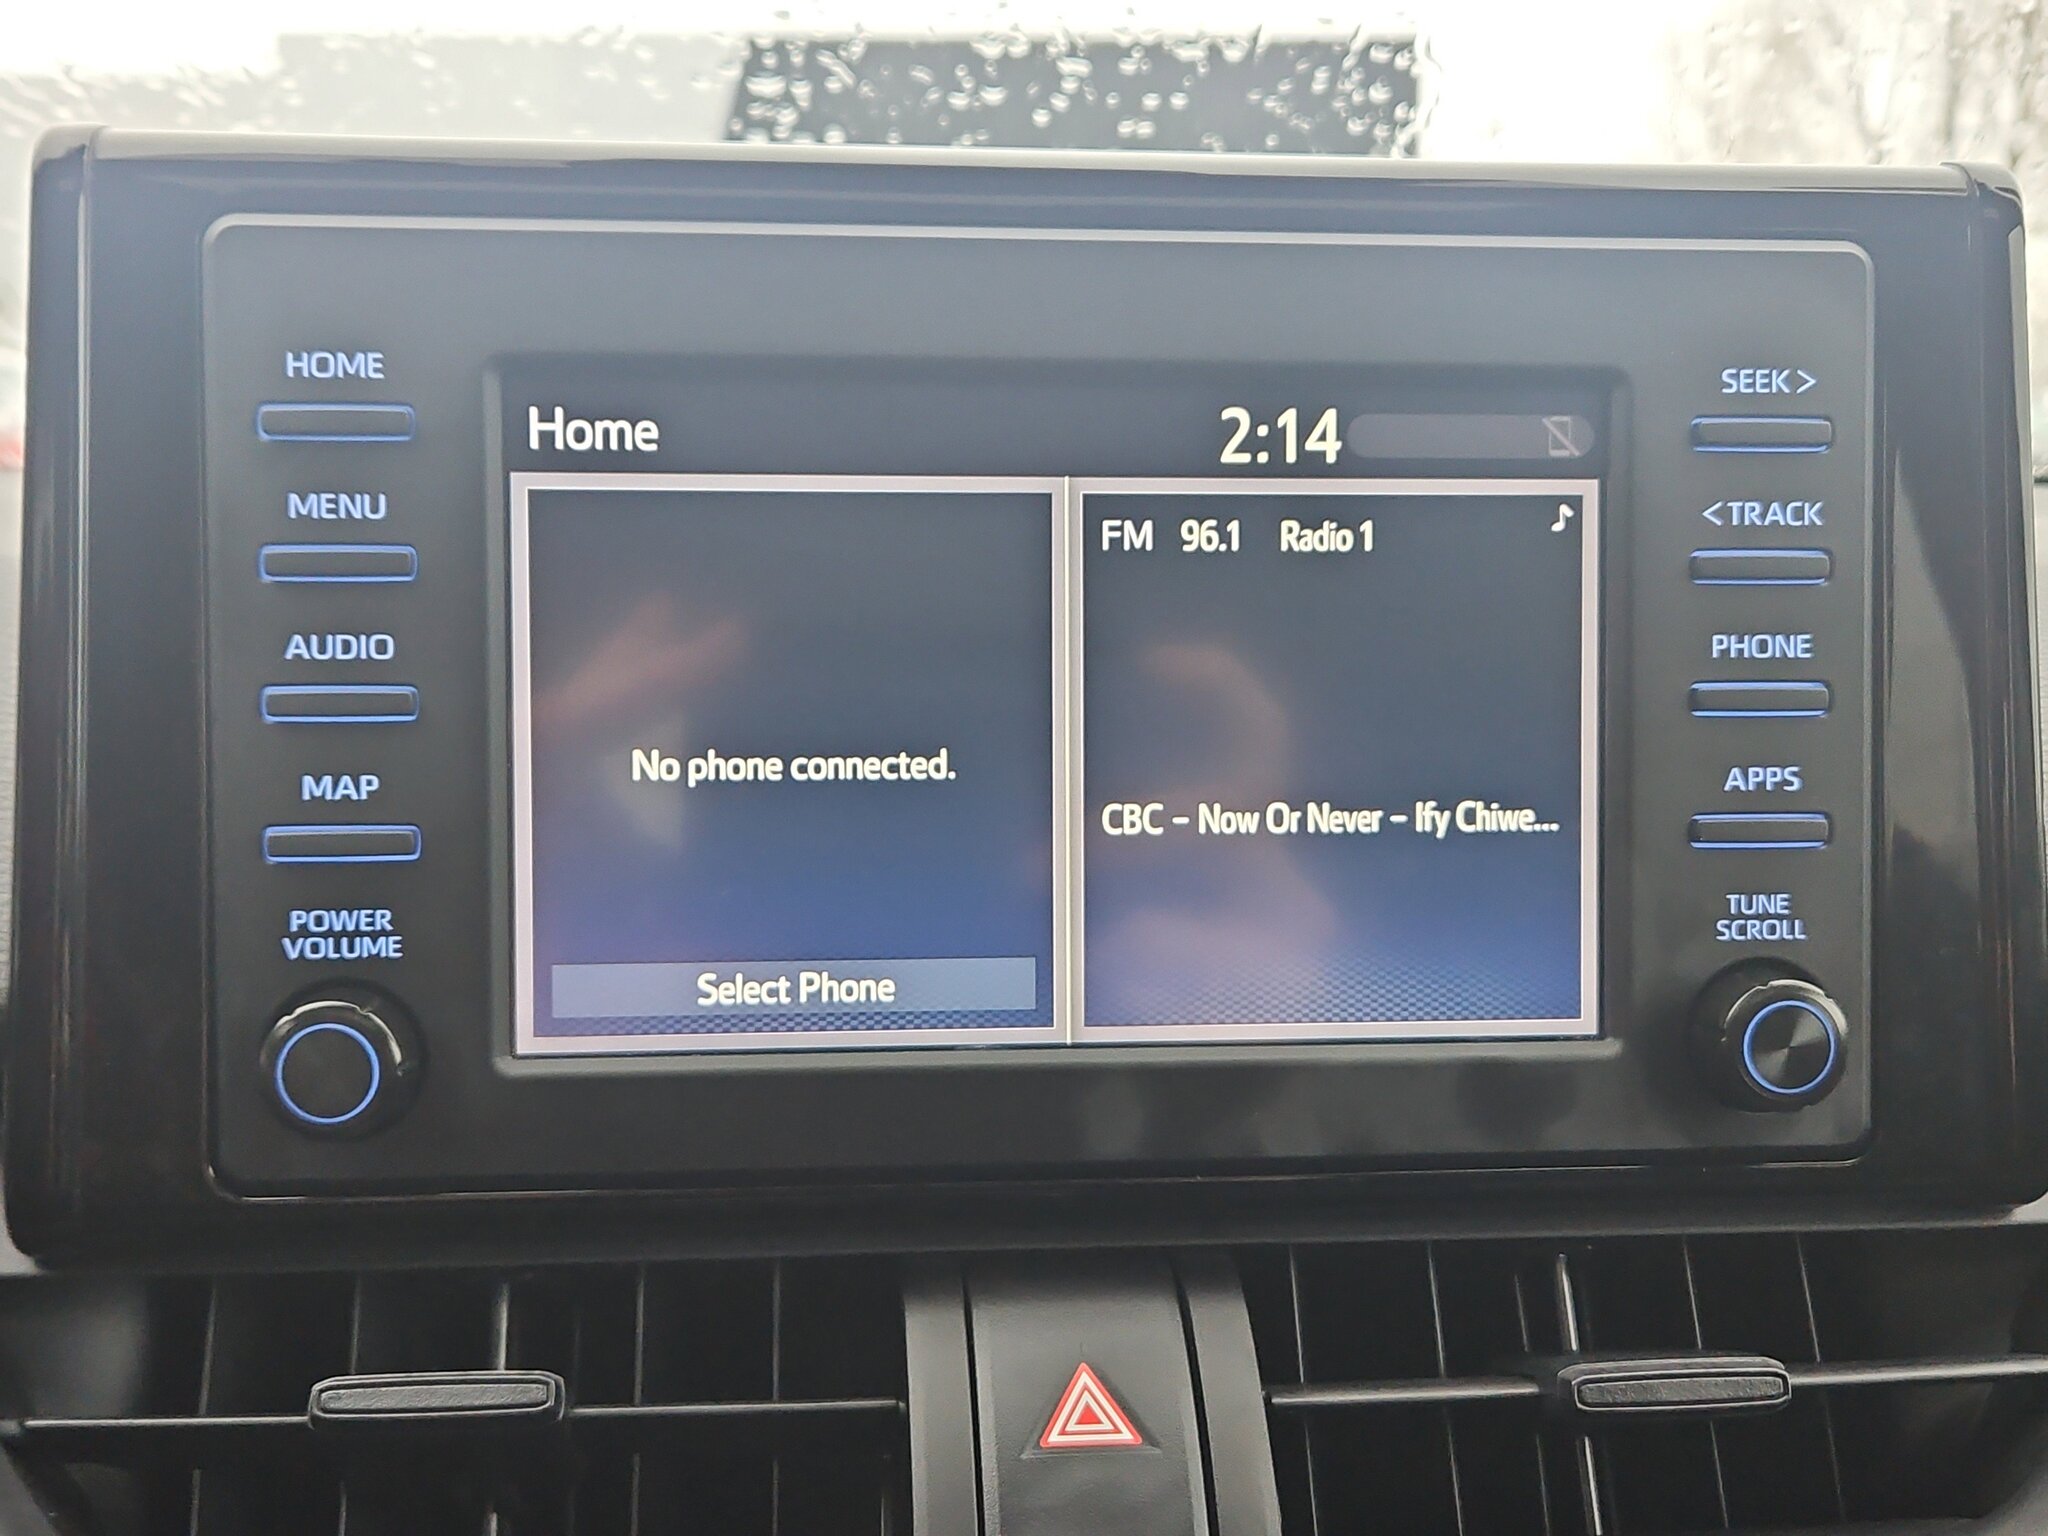 HOME
MENU
AUDIO
MAP
POWER
VOLUME
Home
2:14
No phone connected.
Select Phone
FM 96.1 Radio 1
CBC - Now Or Never - Ify Chiwe...
SEEK >
< TRACK
PHONE
APPS
TUNE
SCROLL